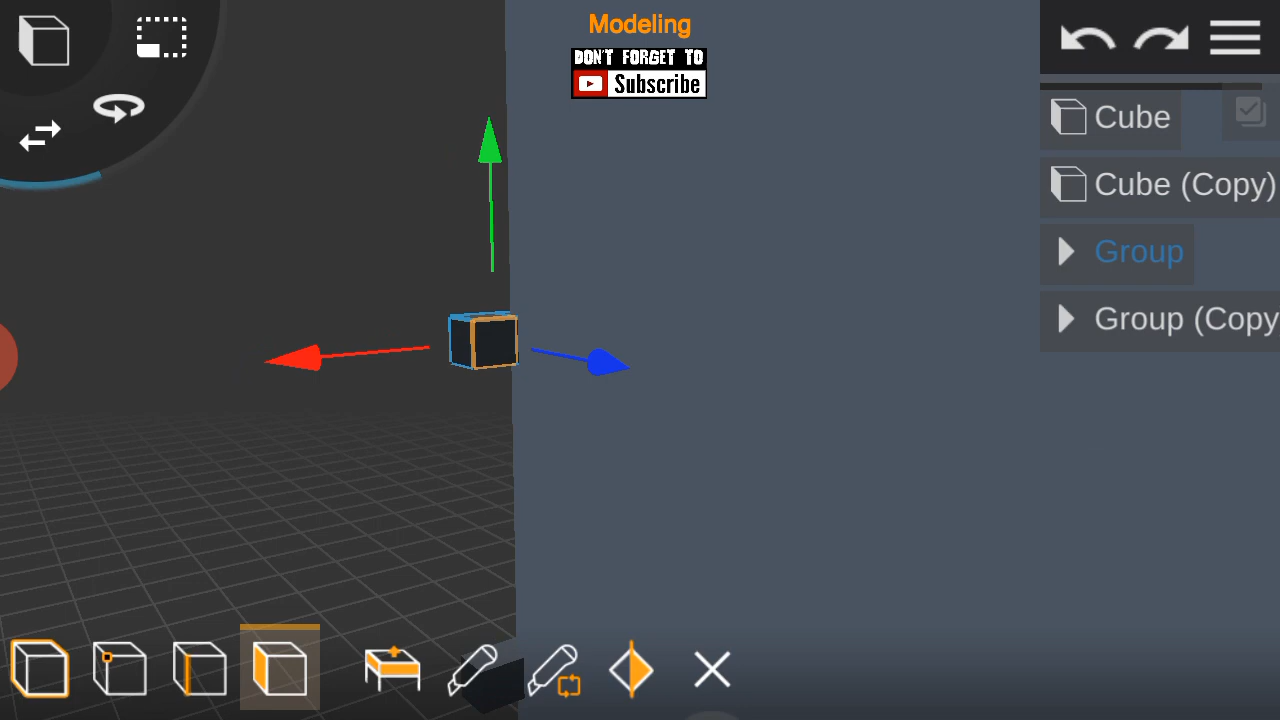 Modeling
DON'T FORGET TO
Subscribe
Cube
Cube (Copy)
Group
Group (Copy